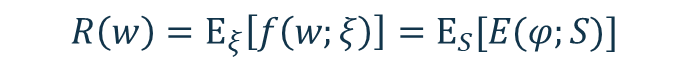 R(w) = E_ξ[f(w; ξ)] = E_S[E(φ; S)]